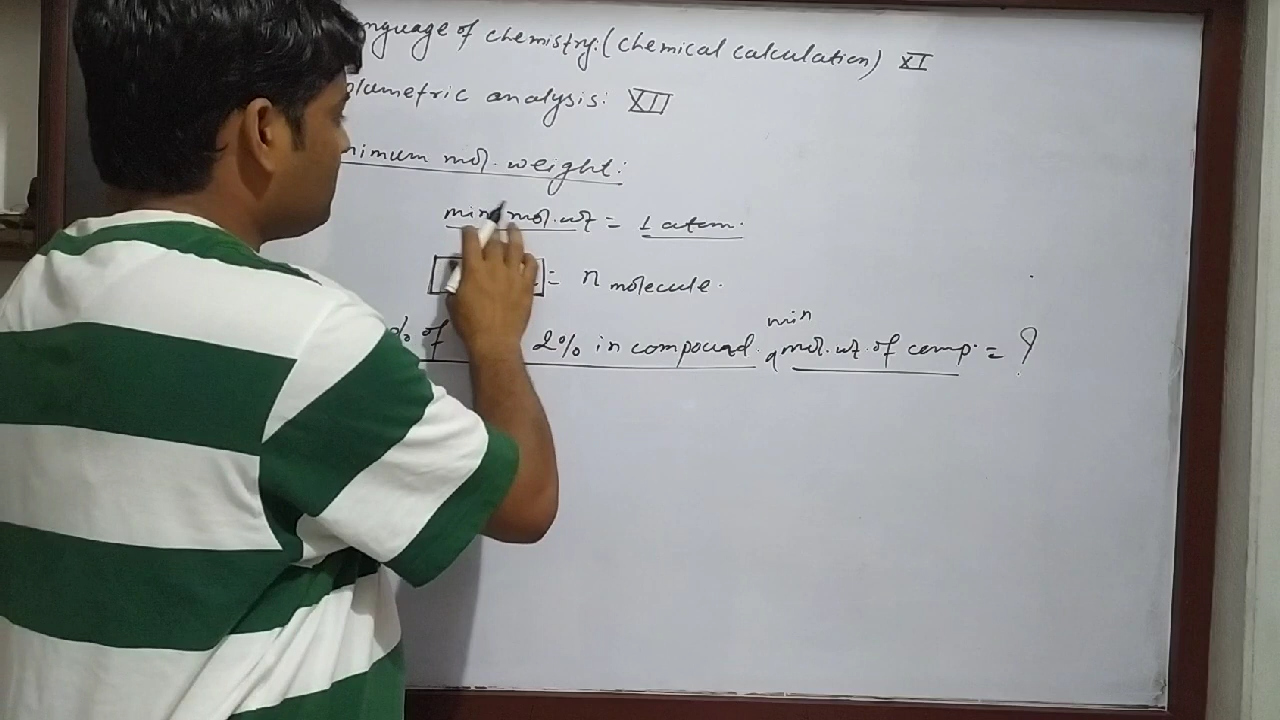 nguage of chemistry. (chemical calculation) XI
olumetric analysis: XII
nimum mol. weight:
min mol. wt = 1 atom.
= n molecule.
% of 2% in compound. min mol. wt of comp. = ?